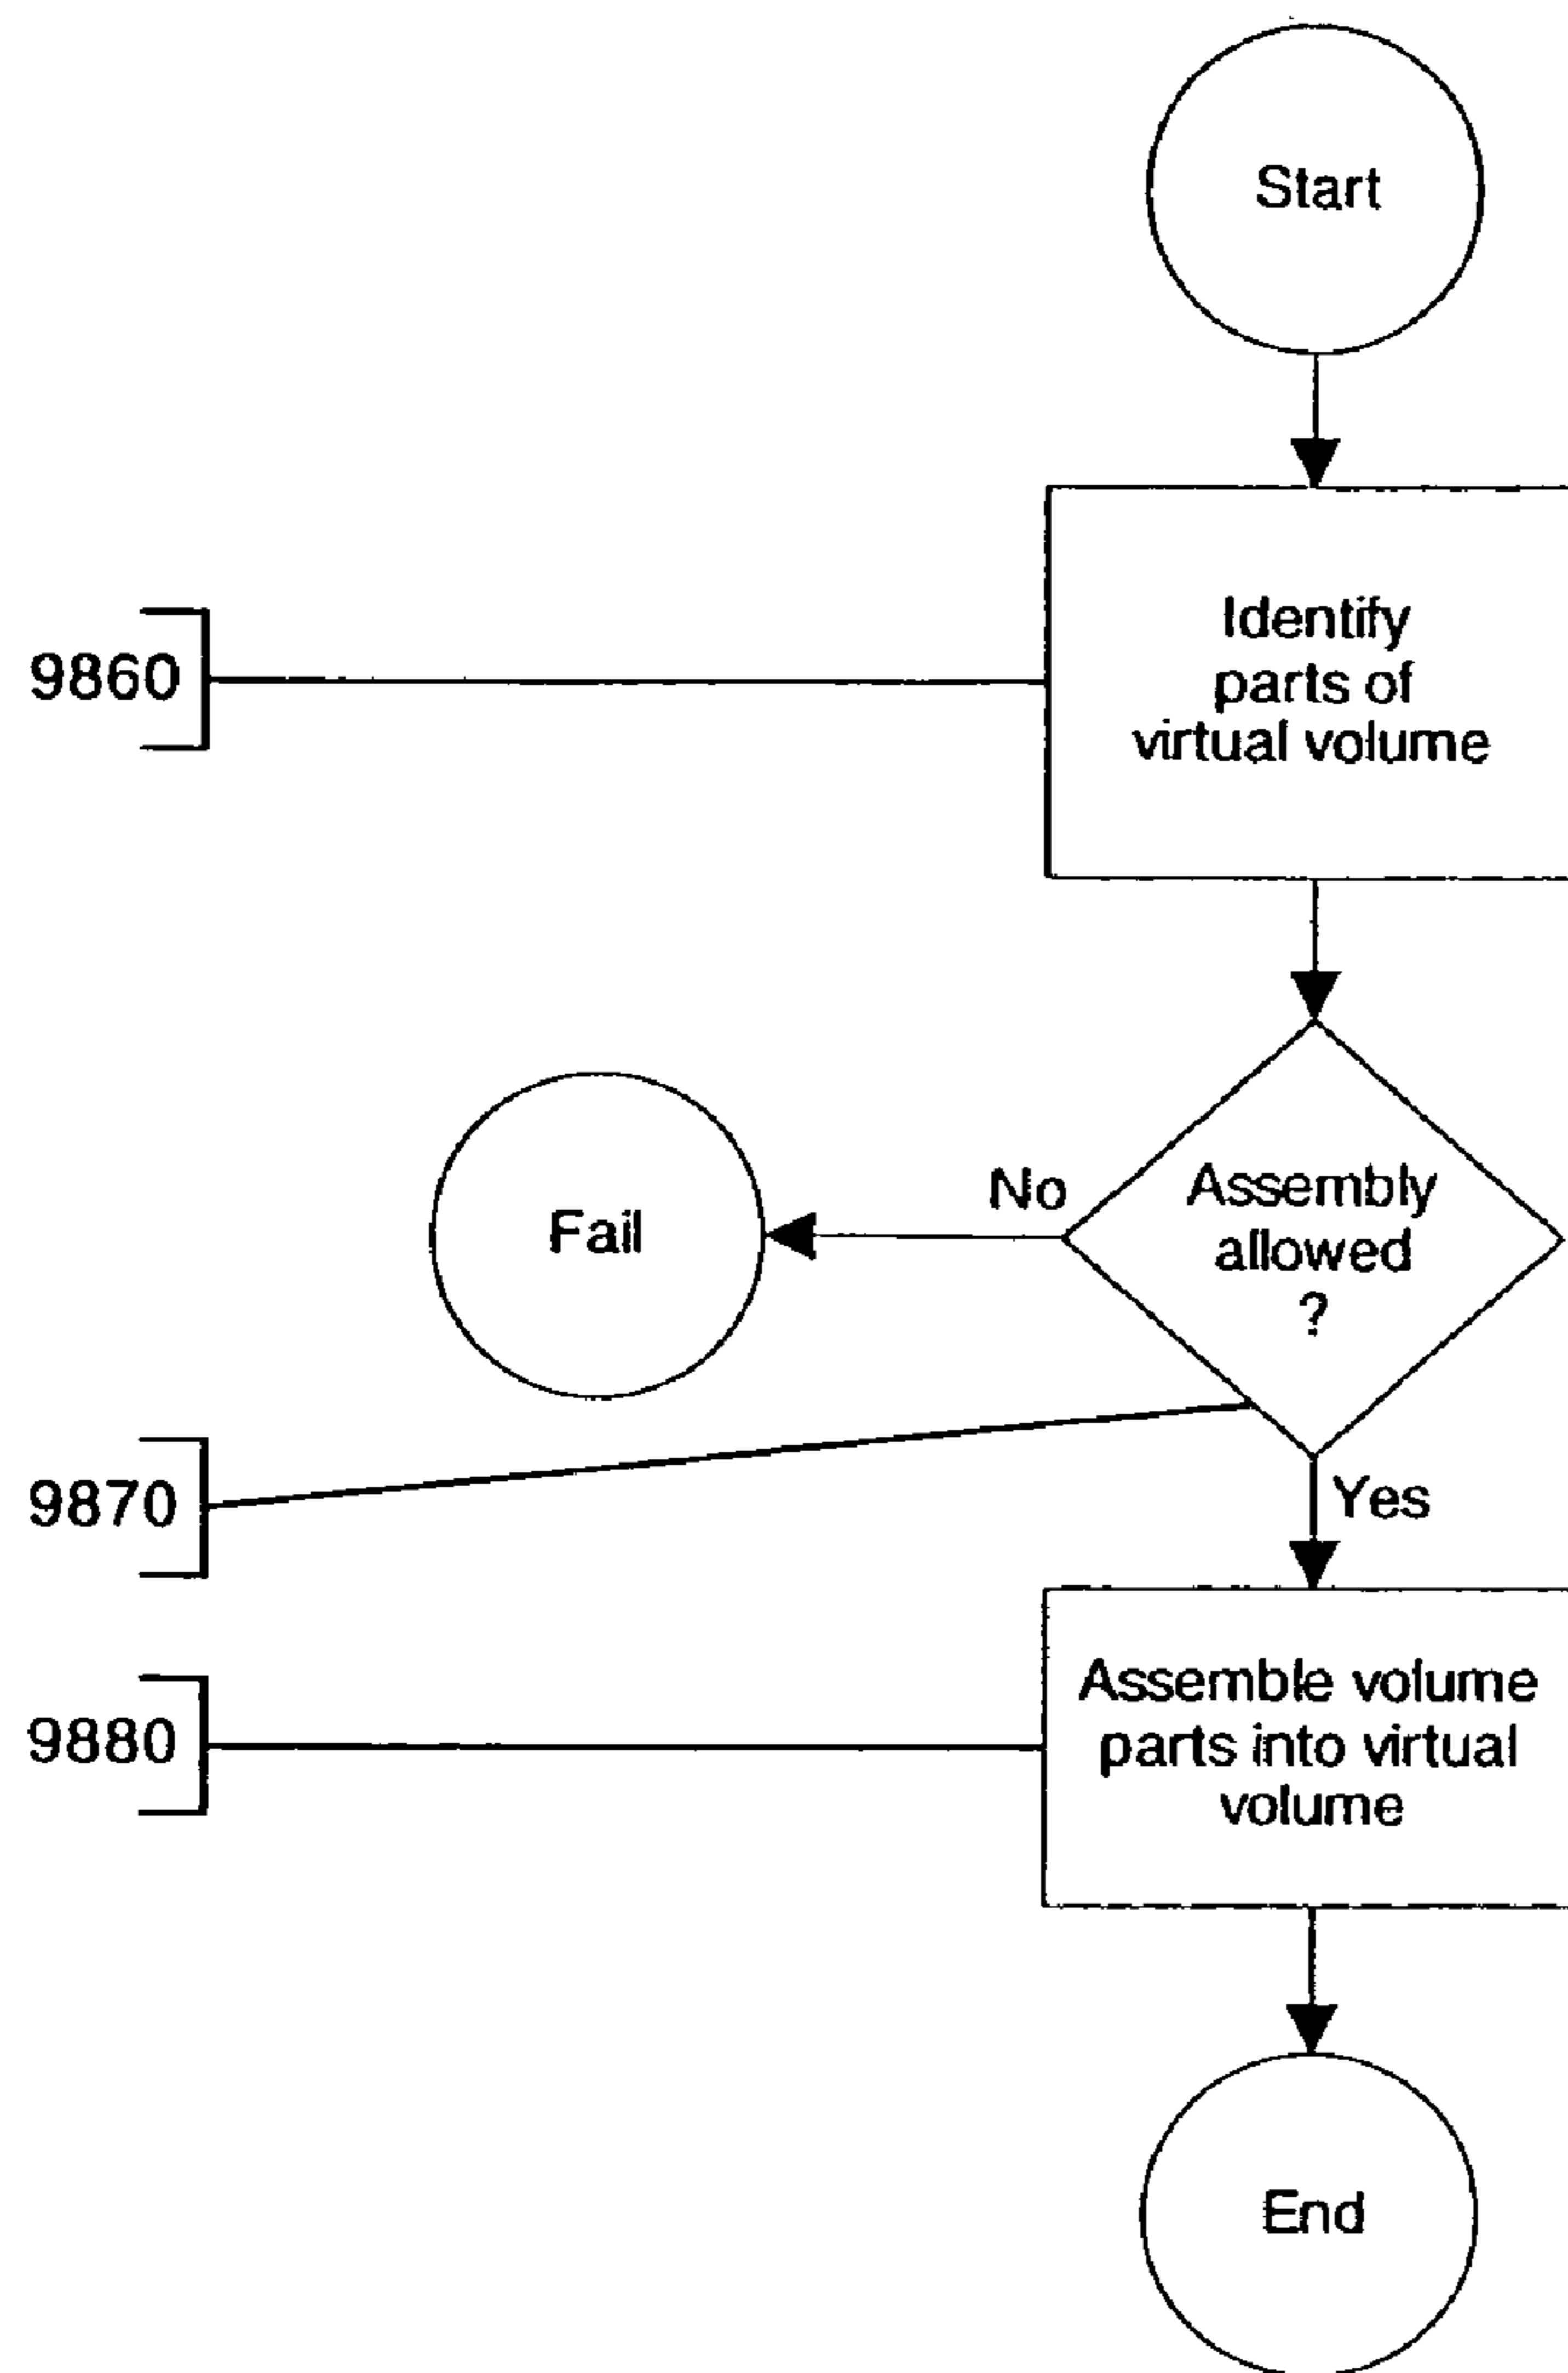 Start
9860
Identify
parts of
virtual volume
No
Assembly
allowed
?
Fail
9870
Yes
9880
Assemble volume
parts into virtual
volume
End